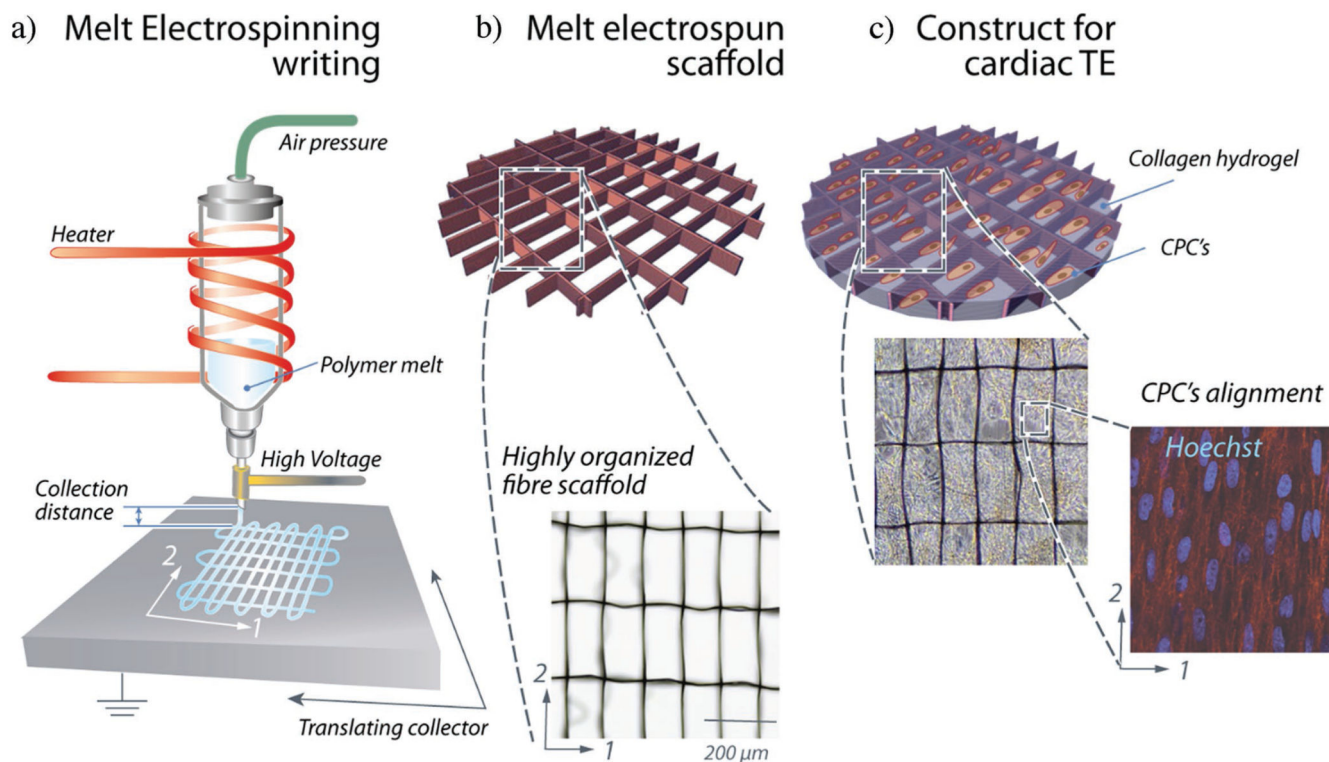 a) Melt Electrospinning
writing
Air pressure
Heater
Polymer melt
High Voltage
Collection
distance
2
1
Translating collector
b) Melt electrospun
scaffold
Highly organized
fibre scaffold
2
1
200 µm
c) Construct for
cardiac TE
Collagen hydrogel
CPC's
CPC's alignment
Hoechst
2
1